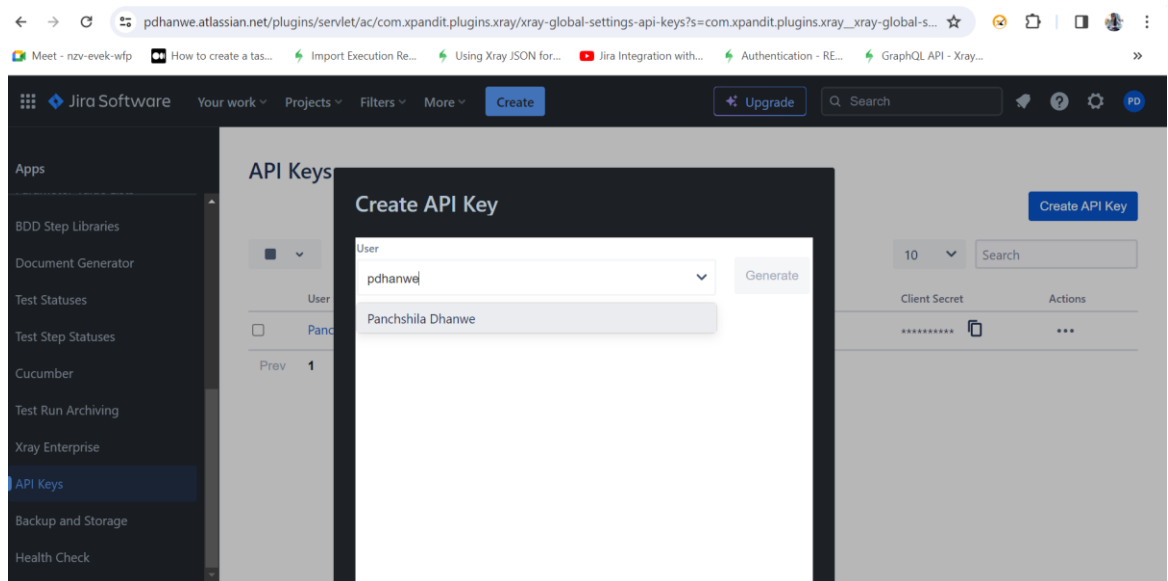 pdhanwe.atlassian.net/plugins/servlet/ac/com.xpandit.plugins.xray/xray-global-settings-api-keys?s=com.xpandit.plugins.xray__xray-global-s...
Meet - nzv-evek-wfp How to create a tas... Import Execution Re... Using Xray JSON for... Jira Integration with... Authentication - RE... GraphQL API - Xray... »
Jira Software Your work Projects Filters More Create Upgrade Search PD
Apps
BDD Step Libraries
Document Generator
Test Statuses
Test Step Statuses
Cucumber
Test Run Archiving
Xray Enterprise
API Keys
Backup and Storage
Health Check
API Keys
Create API Key
10 Search
User Client Secret Actions
Panc ********** •••
Prev 1
Create API Key
User
pdhanwe Generate
Panchshila Dhanwe